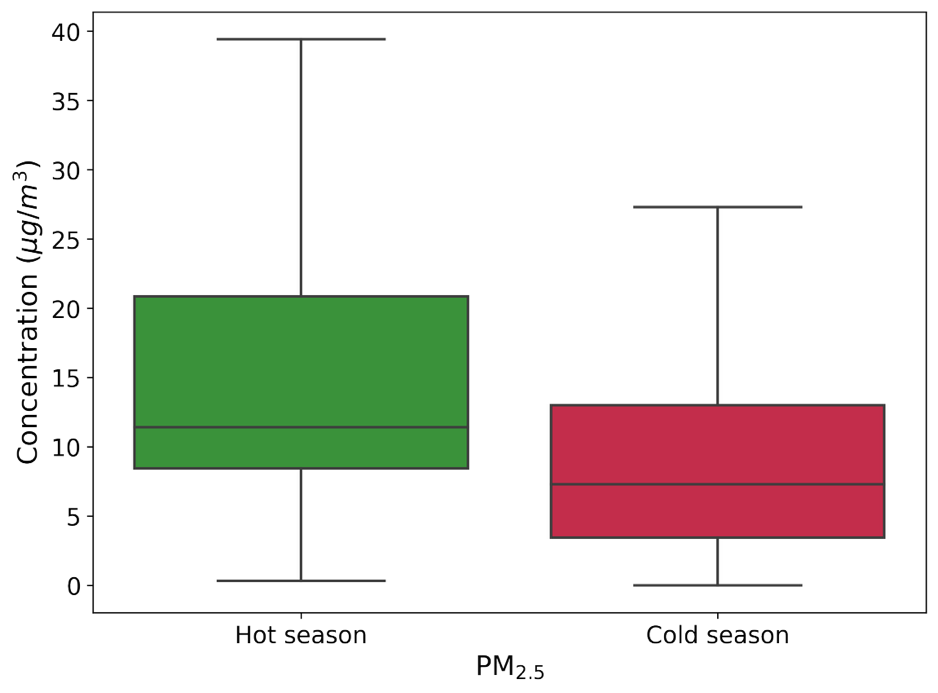 Concentration (μg/m³)
40
35
30
25
20
15
10
5
0
Hot season
Cold season
PM₂.₅